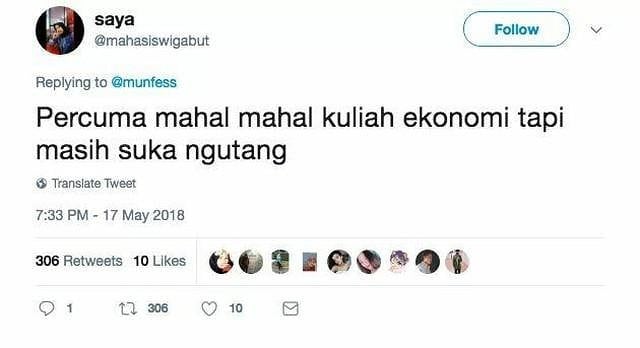 saya
@mahasiswigabut
Follow
Replying to @munfess
Percuma mahal mahal kuliah ekonomi tapi
masih suka ngutang
Translate Tweet
7:33 PM - 17 May 2018
306 Retweets 10 Likes
1 306 10